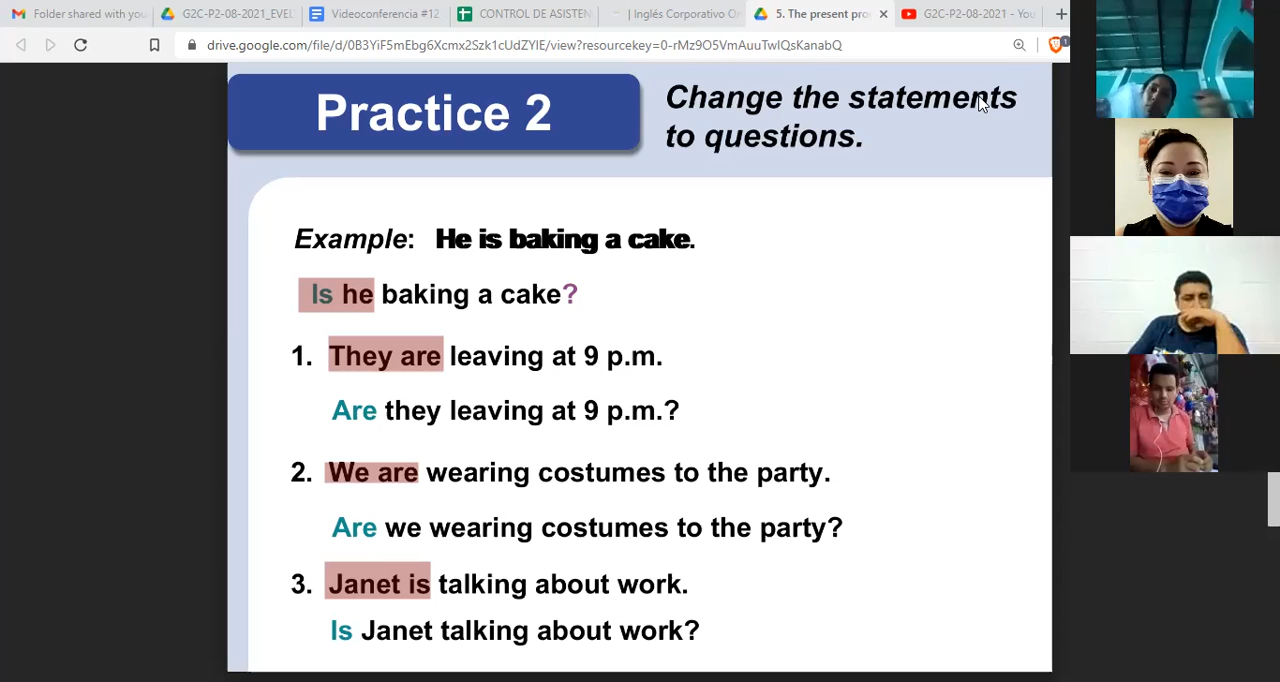 Folder shared with you
G2C-P2-08-2021_EVEL
Videoconferencia #12
CONTROL DE ASISTEN
| Inglés Corporativo On
5. The present pro
G2C-P2-08-2021 - You
drive.google.com/file/d/0B3YiF5mEbg6Xcmx2Szk1cUdZYlE/view?resourcekey=0-rMz9O5VmAuuTwIQsKanabQ
1
Practice 2
Change the statements
to questions.
Example: He is baking a cake.
Is he baking a cake?
1. They are leaving at 9 p.m.
Are they leaving at 9 p.m.?
2. We are wearing costumes to the party.
Are we wearing costumes to the party?
3. Janet is talking about work.
Is Janet talking about work?